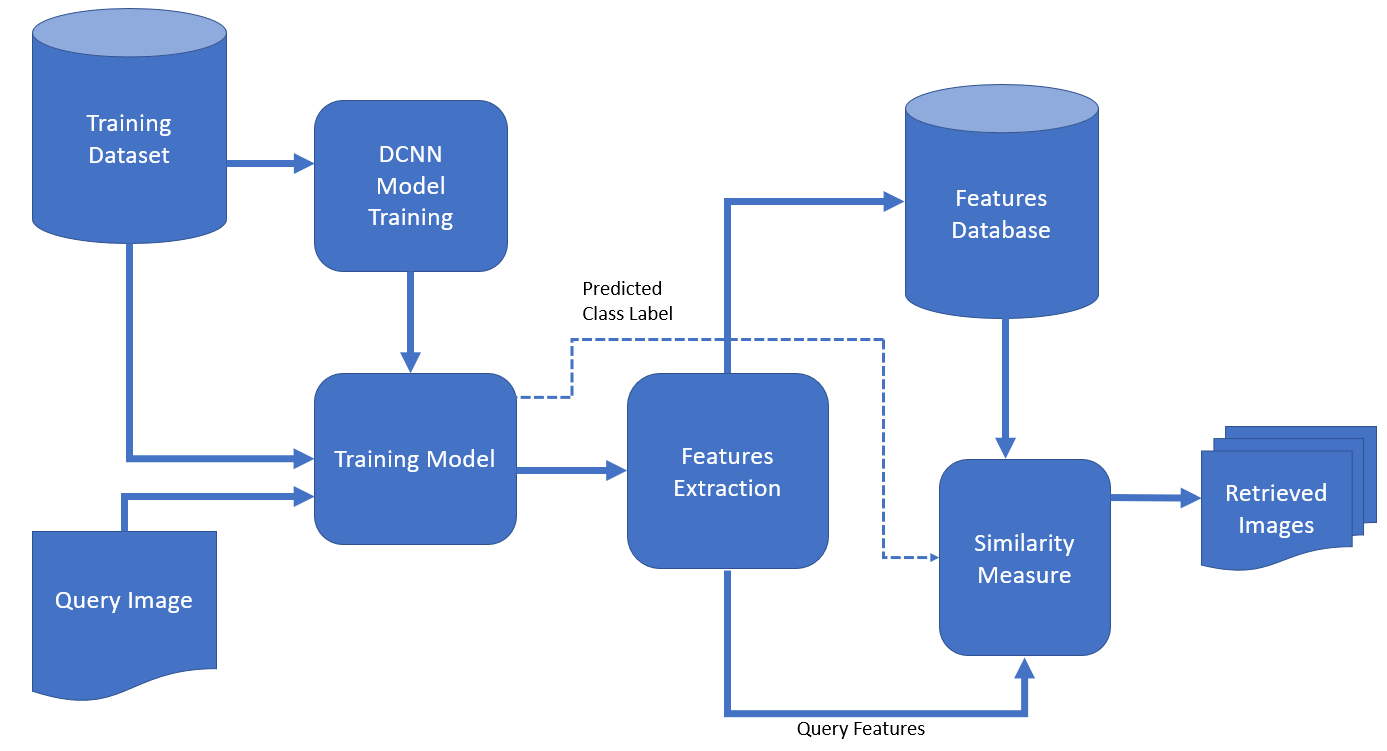 Training
Dataset
DCNN
Model
Training
Features
Database
Predicted
Class Label
Training Model
Features
Extraction
Retrieved
Images
Similarity
Measure
Query Image
Query Features